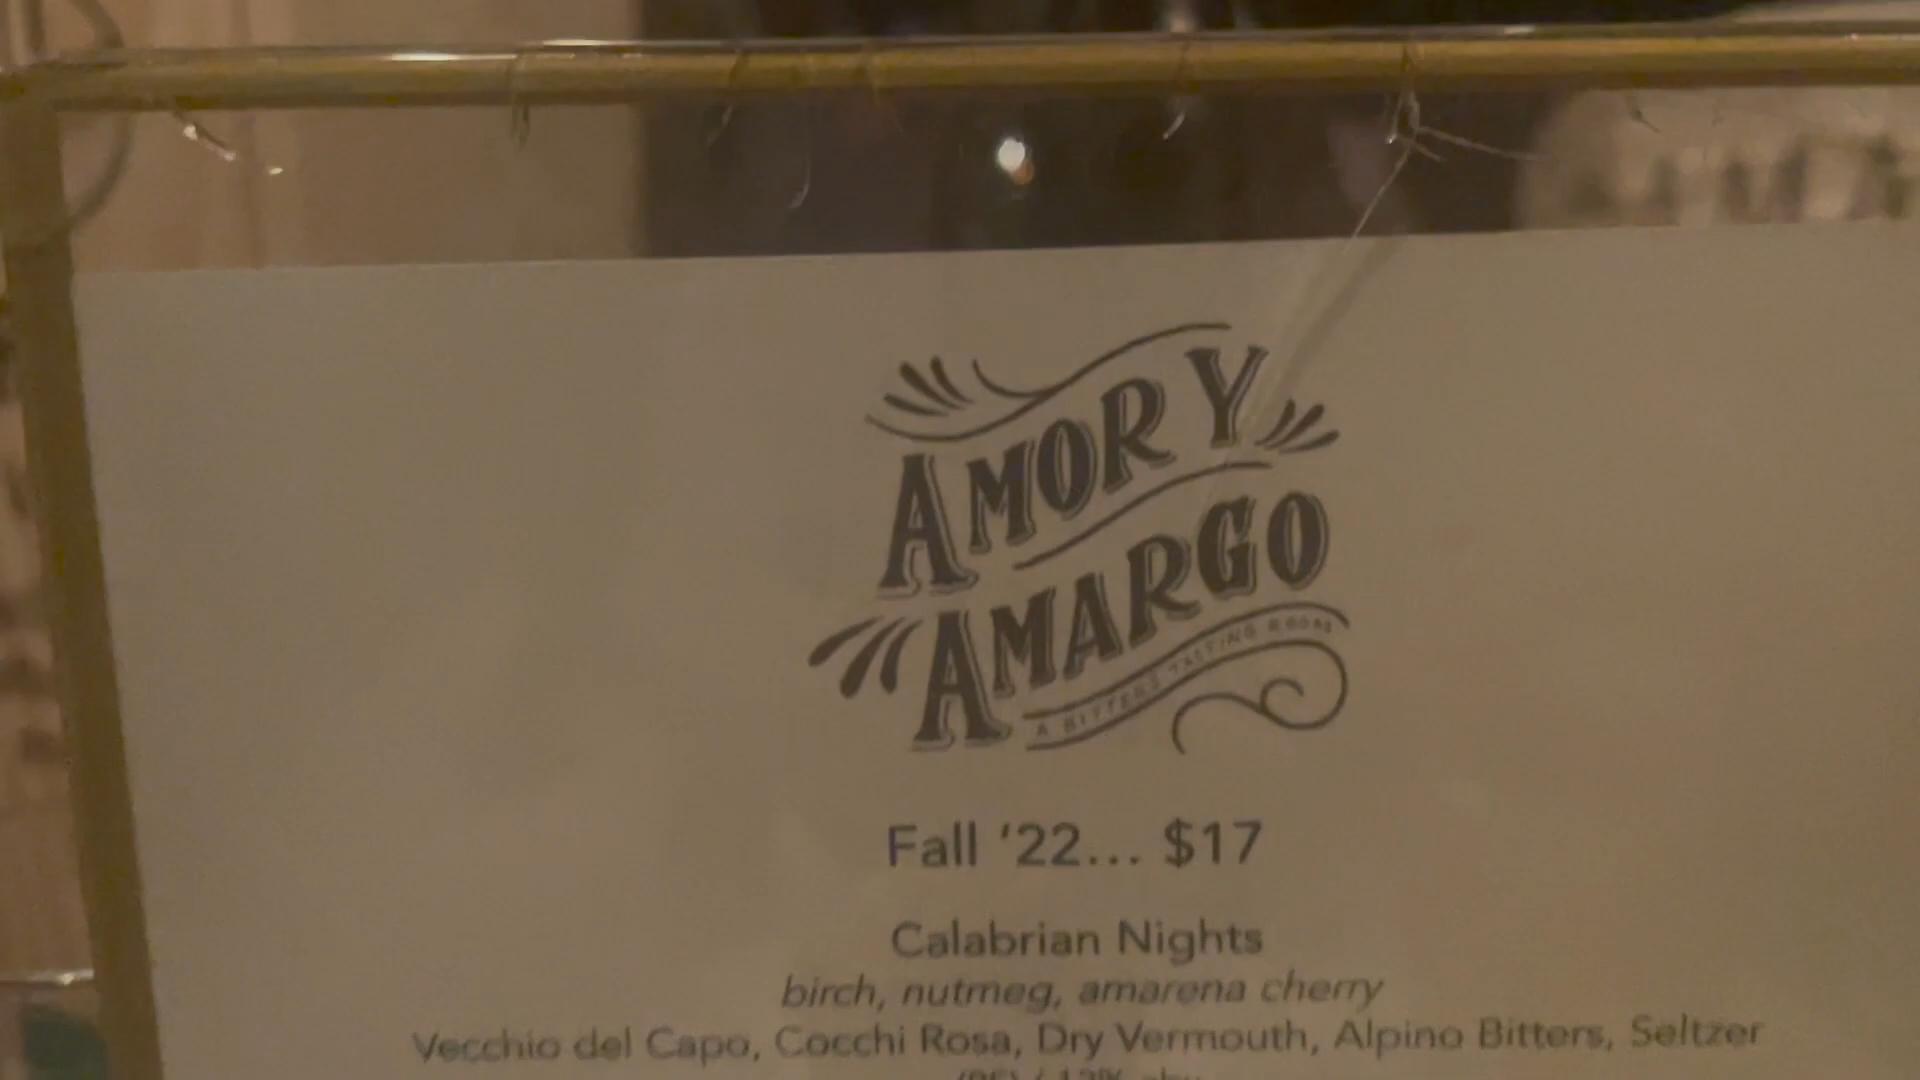 AMOR Y
AMARGO
A BITTERS TASTING ROOM
Fall '22... $17
Calabrian Nights
birch, nutmeg, amarena cherry
Vecchio del Capo, Cocchi Rosa, Dry Vermouth, Alpino Bitters, Seltzer